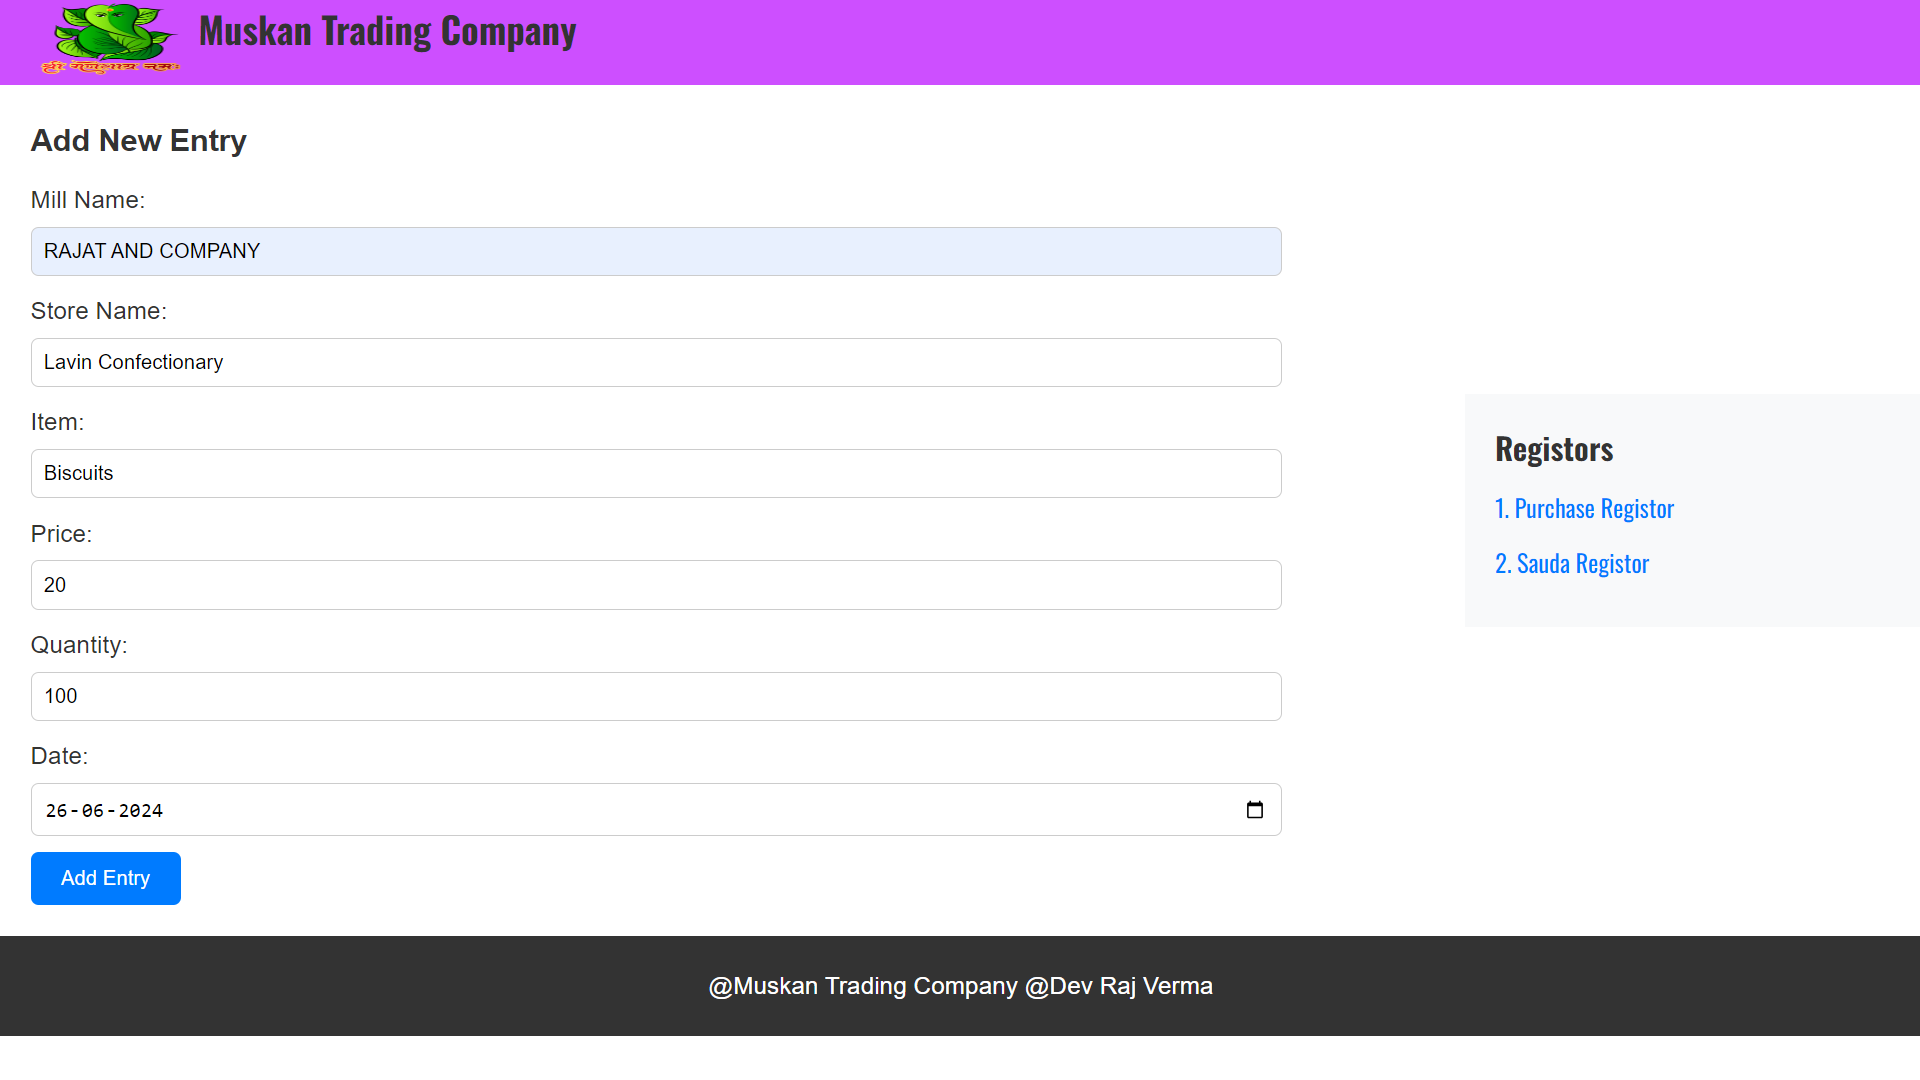 श्री गणेशाय नमः
Muskan Trading Company
Add New Entry
Mill Name:
RAJAT AND COMPANY
Store Name:
Lavin Confectionary
Item:
Biscuits
Price:
20
Quantity:
100
Date:
26-06-2024
Add Entry
Registors
1. Purchase Registor
2. Sauda Registor
@Muskan Trading Company @Dev Raj Verma